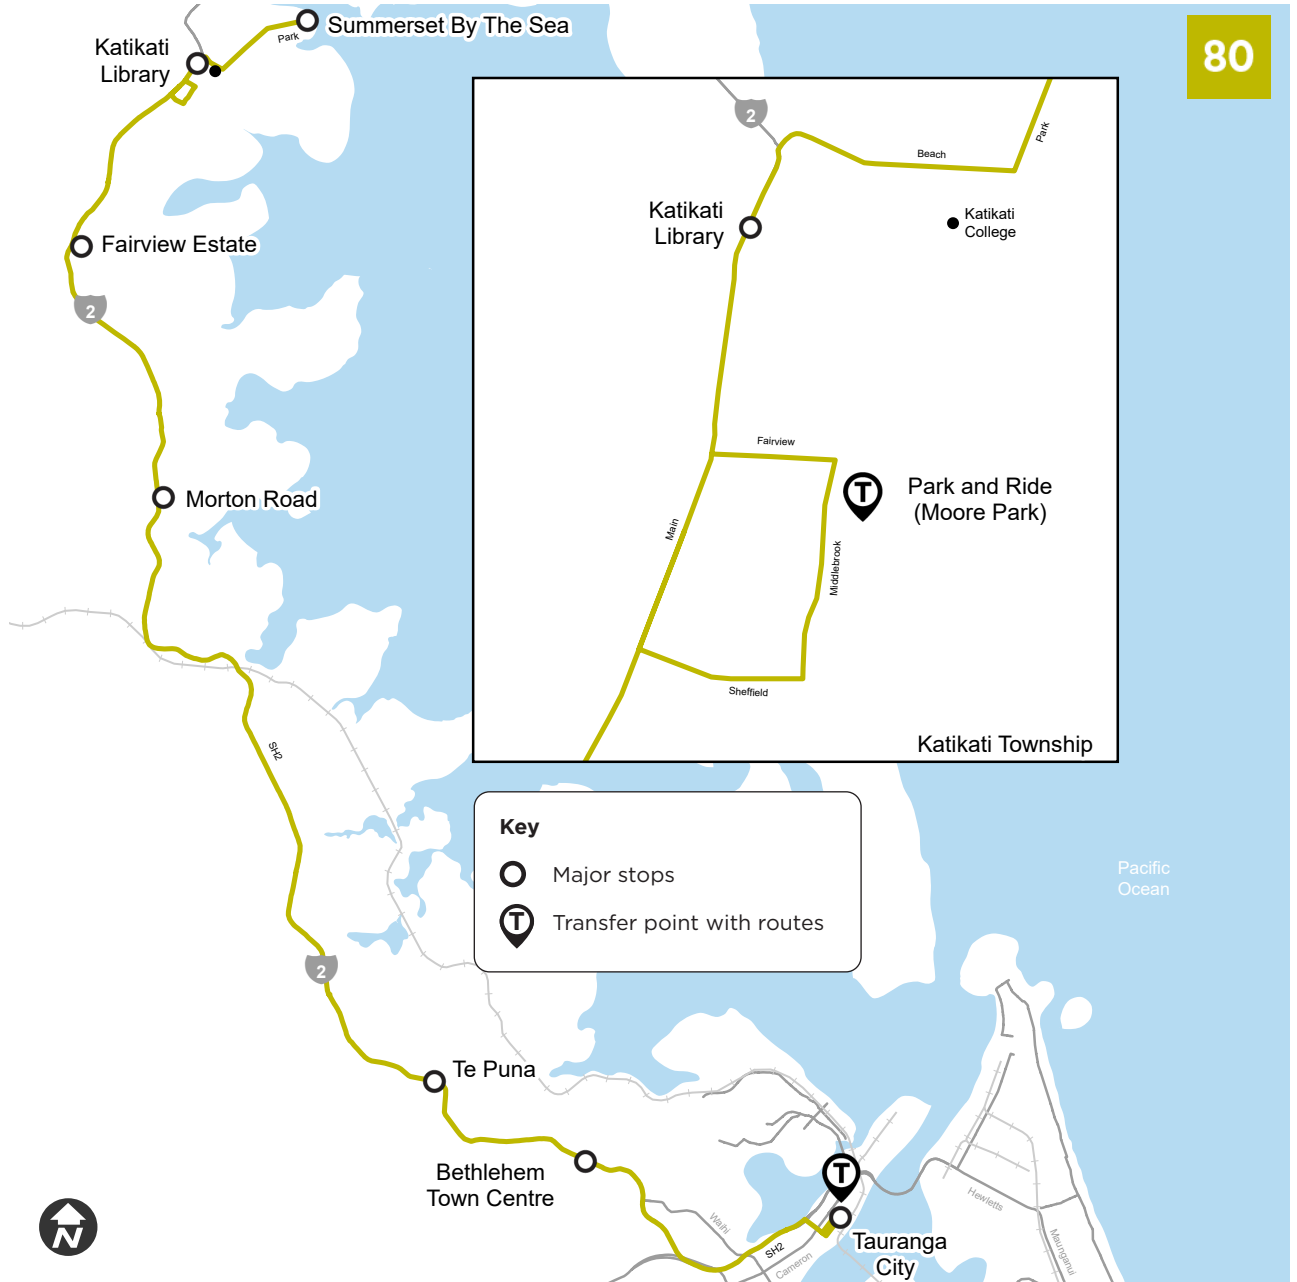 Summerset By The Sea
80
Katikati
Library
Park
2
Park
Beach
Katikati
Library
Katikati
College
Fairview Estate
2
Fairview
Park and Ride
(Moore Park)
T
Morton Road
Main
Middlebrook
Sheffield
Katikati Township
SH2
Key
Major stops
T
Transfer point with routes
Pacific
Ocean
2
Te Puna
Bethlehem
Town Centre
T
Hewletts
Waihi
Maunganui
SH2
Cameron
Tauranga
City
N